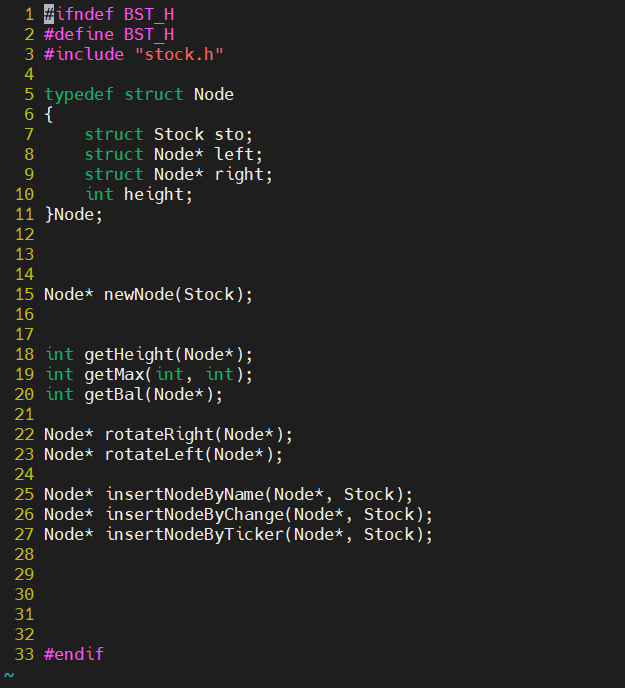 1 #ifndef BST_H
2 #define BST_H
3 #include "stock.h"
4
5 typedef struct Node
6 {
7     struct Stock sto;
8     struct Node* left;
9     struct Node* right;
10     int height;
11 }Node;
12
13
14
15 Node* newNode(Stock);
16
17
18 int getHeight(Node*);
19 int getMax(int, int);
20 int getBal(Node*);
21
22 Node* rotateRight(Node*);
23 Node* rotateLeft(Node*);
24
25 Node* insertNodeByName(Node*, Stock);
26 Node* insertNodeByChange(Node*, Stock);
27 Node* insertNodeByTicker(Node*, Stock);
28
29
30
31
32
33 #endif
~